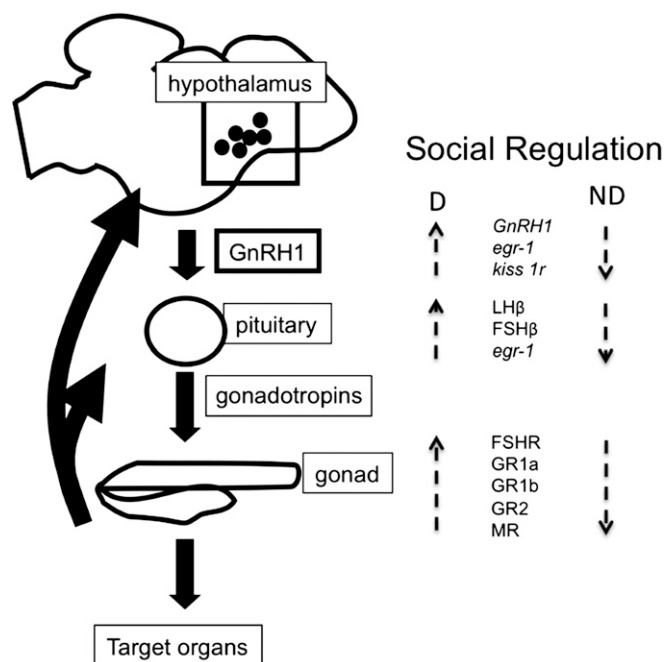 hypothalamus
GnRH1
pituitary
gonadotropins
gonad
Target organs
Social Regulation
D ND
GnRH1
egr-1
kiss 1r
LHβ
FSHβ
egr-1
FSHR
GR1a
GR1b
GR2
MR